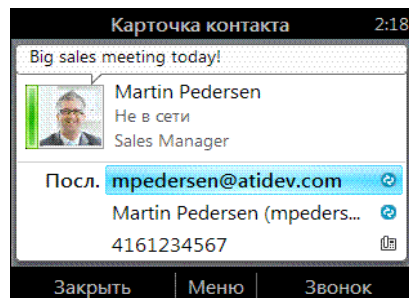 Карточка контакта 2:18
Big sales meeting today!
Martin Pedersen
Не в сети
Sales Manager
Посл. mpedersen@atidev.com
Martin Pedersen (mpeders...
4161234567
Закрыть Меню Звонок